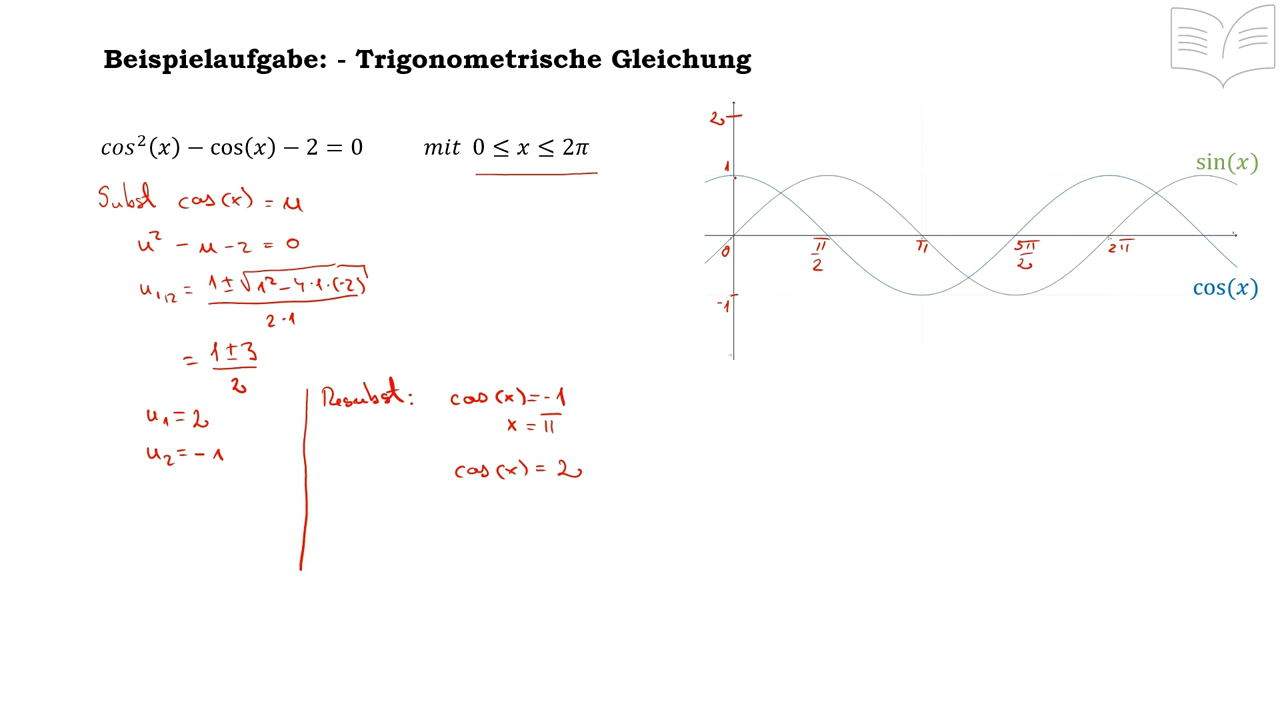 Beispielaufgabe: - Trigonometrische Gleichung
cos²(x) − cos(x) − 2 = 0 mit 0 ≤ x ≤ 2π
Subst cos(x) = u
u² − u − 2 = 0
u₁,₂ = (1 ± √(1² − 4·1·(−2))) / (2·1)
= (1 ± 3) / 2
u₁ = 2
u₂ = −1
Resubst: cos(x) = −1
x = π
cos(x) = 2
2
1
0
-1
π/2
π
5π/2
2π
sin(x)
cos(x)